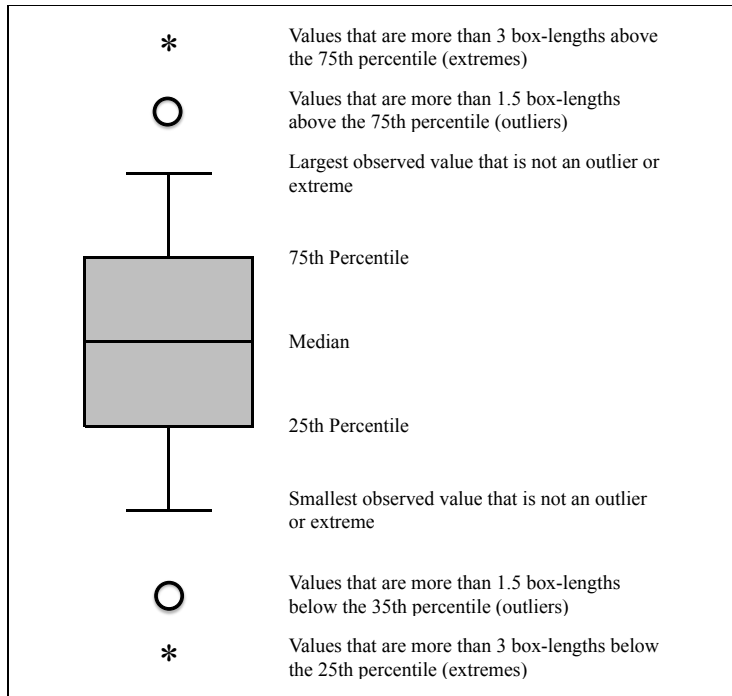 Values that are more than 3 box-lengths above
the 75th percentile (extremes)
Values that are more than 1.5 box-lengths
above the 75th percentile (outliers)
Largest observed value that is not an outlier or
extreme
75th Percentile
Median
25th Percentile
Smallest observed value that is not an outlier
or extreme
Values that are more than 1.5 box-lengths
below the 35th percentile (outliers)
Values that are more than 3 box-lengths below
the 25th percentile (extremes)